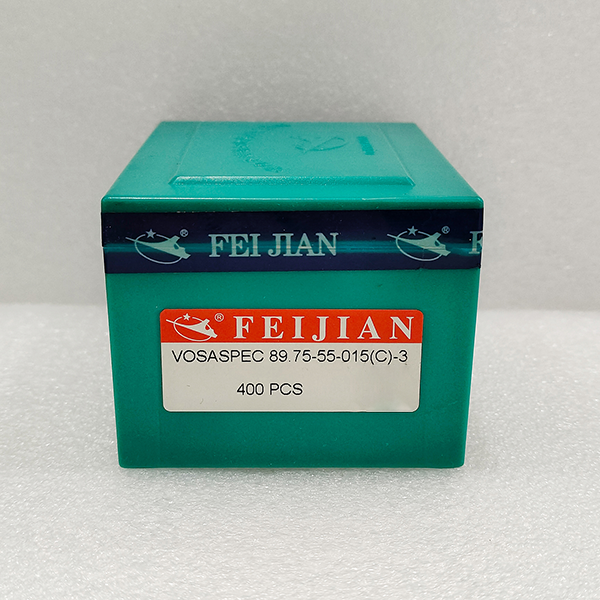 ® FEI JIAN
® F
® FEIJIAN
VOSASPEC 89.75-55-015(C)-3
400 PCS